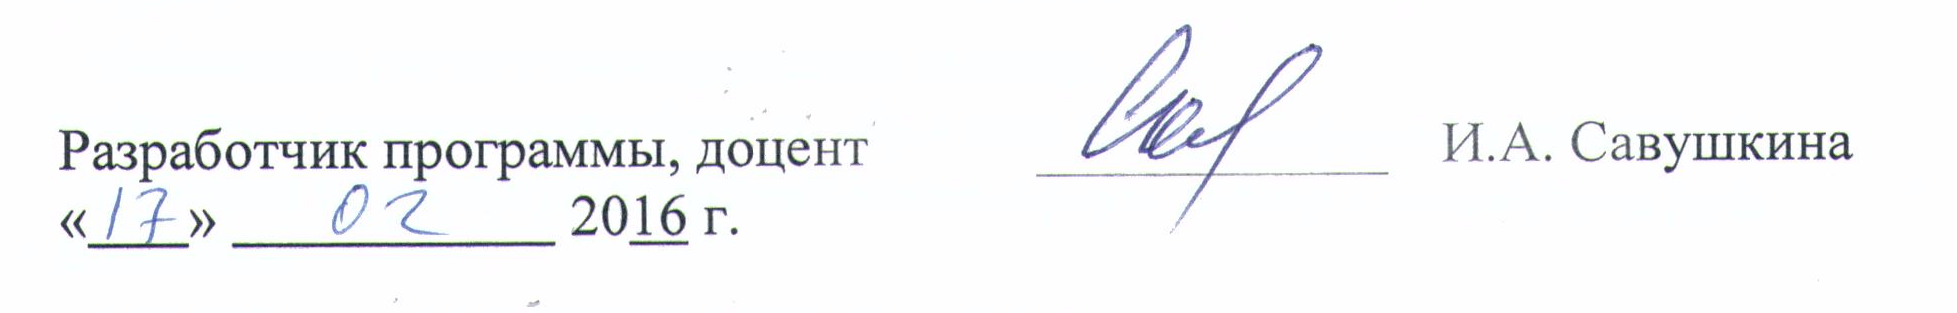 Разработчик программы, доцент И.А. Савушкина
«17» 02 2016 г.